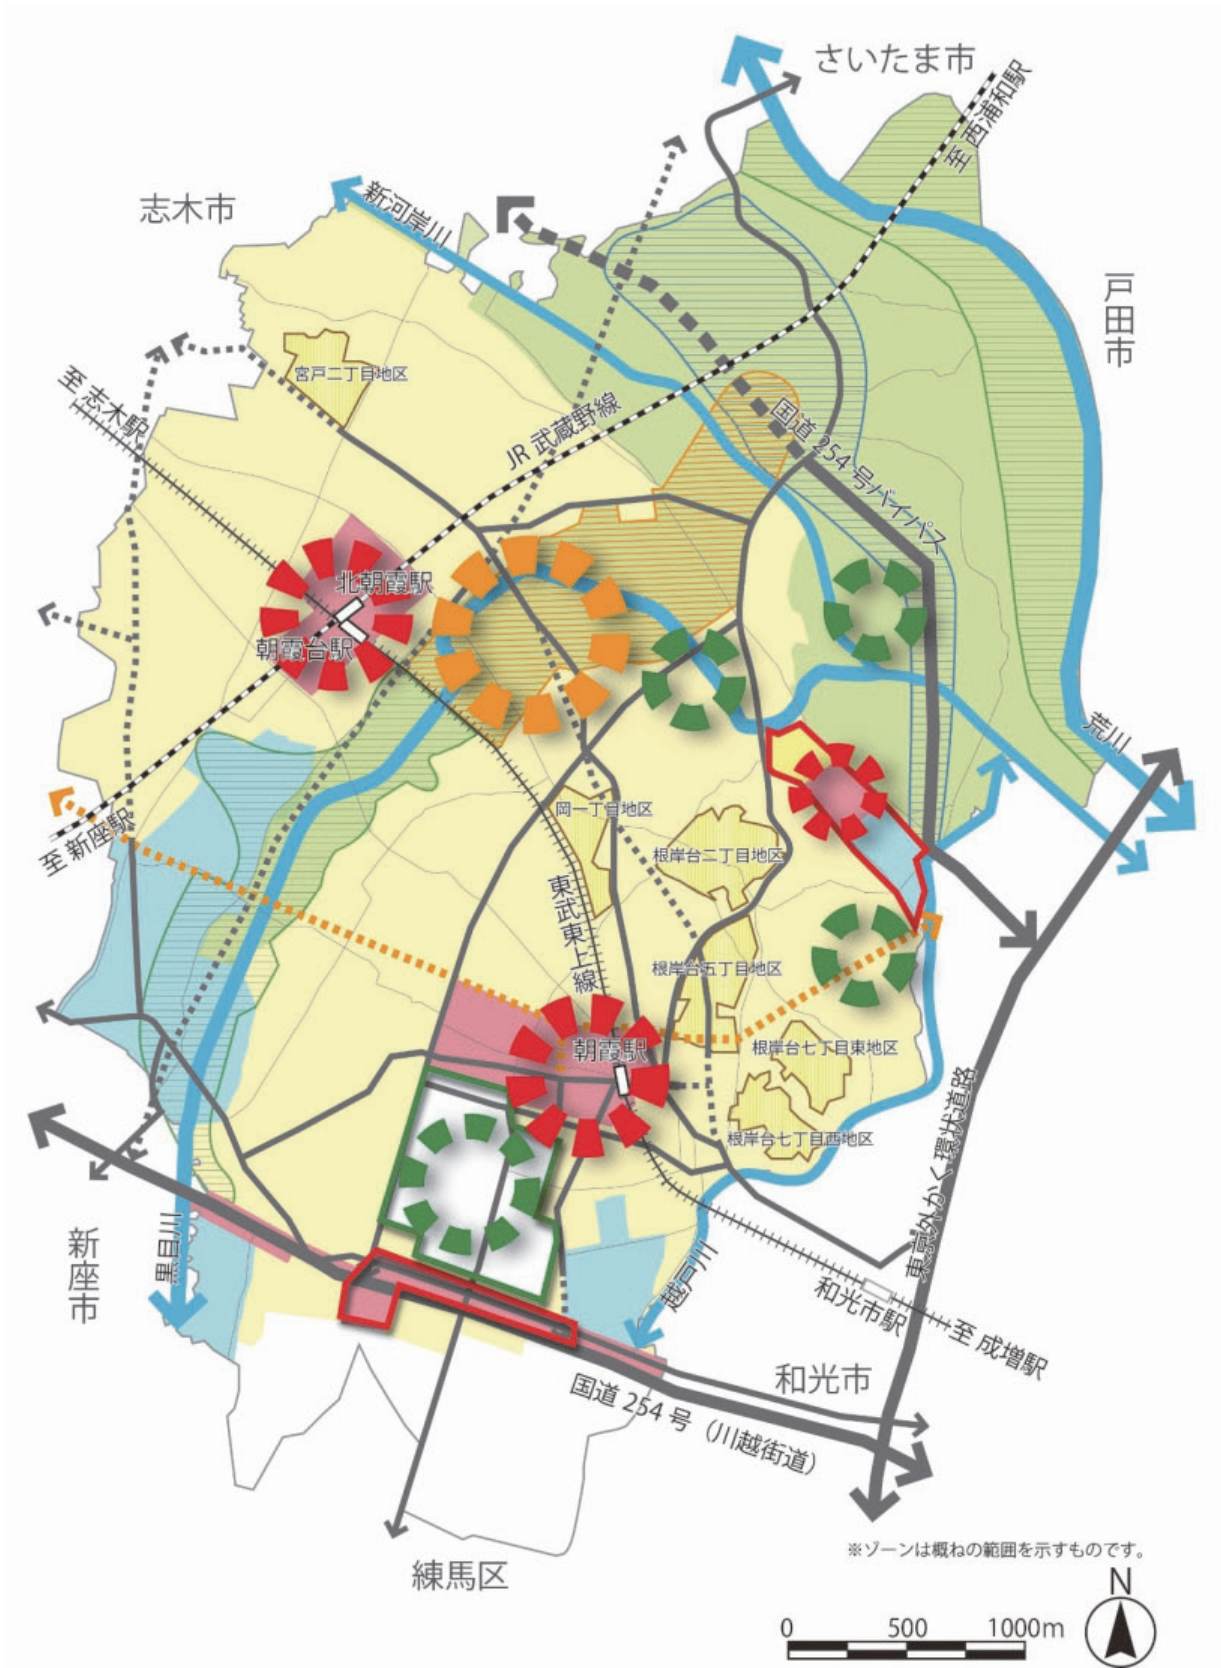 さいたま市
至 西浦和駅
志木市
新河岸川
戸田市
宮戸二丁目地区
至 志木駅
JR 武蔵野線
国道 254 号バイパス
北朝霞駅
朝霞台駅
荒川
至 新座駅
岡一丁目地区
根岸台二丁目地区
東武東上線
根岸台五丁目地区
朝霞駅
根岸台七丁目東地区
根岸台七丁目西地区
東京外かく環状道路
新座市
黒目川
越戸川
和光市駅
至 成増駅
和光市
国道 254 号（川越街道）
※ゾーンは概ねの範囲を示すものです。
練馬区
N
0 500 1000m